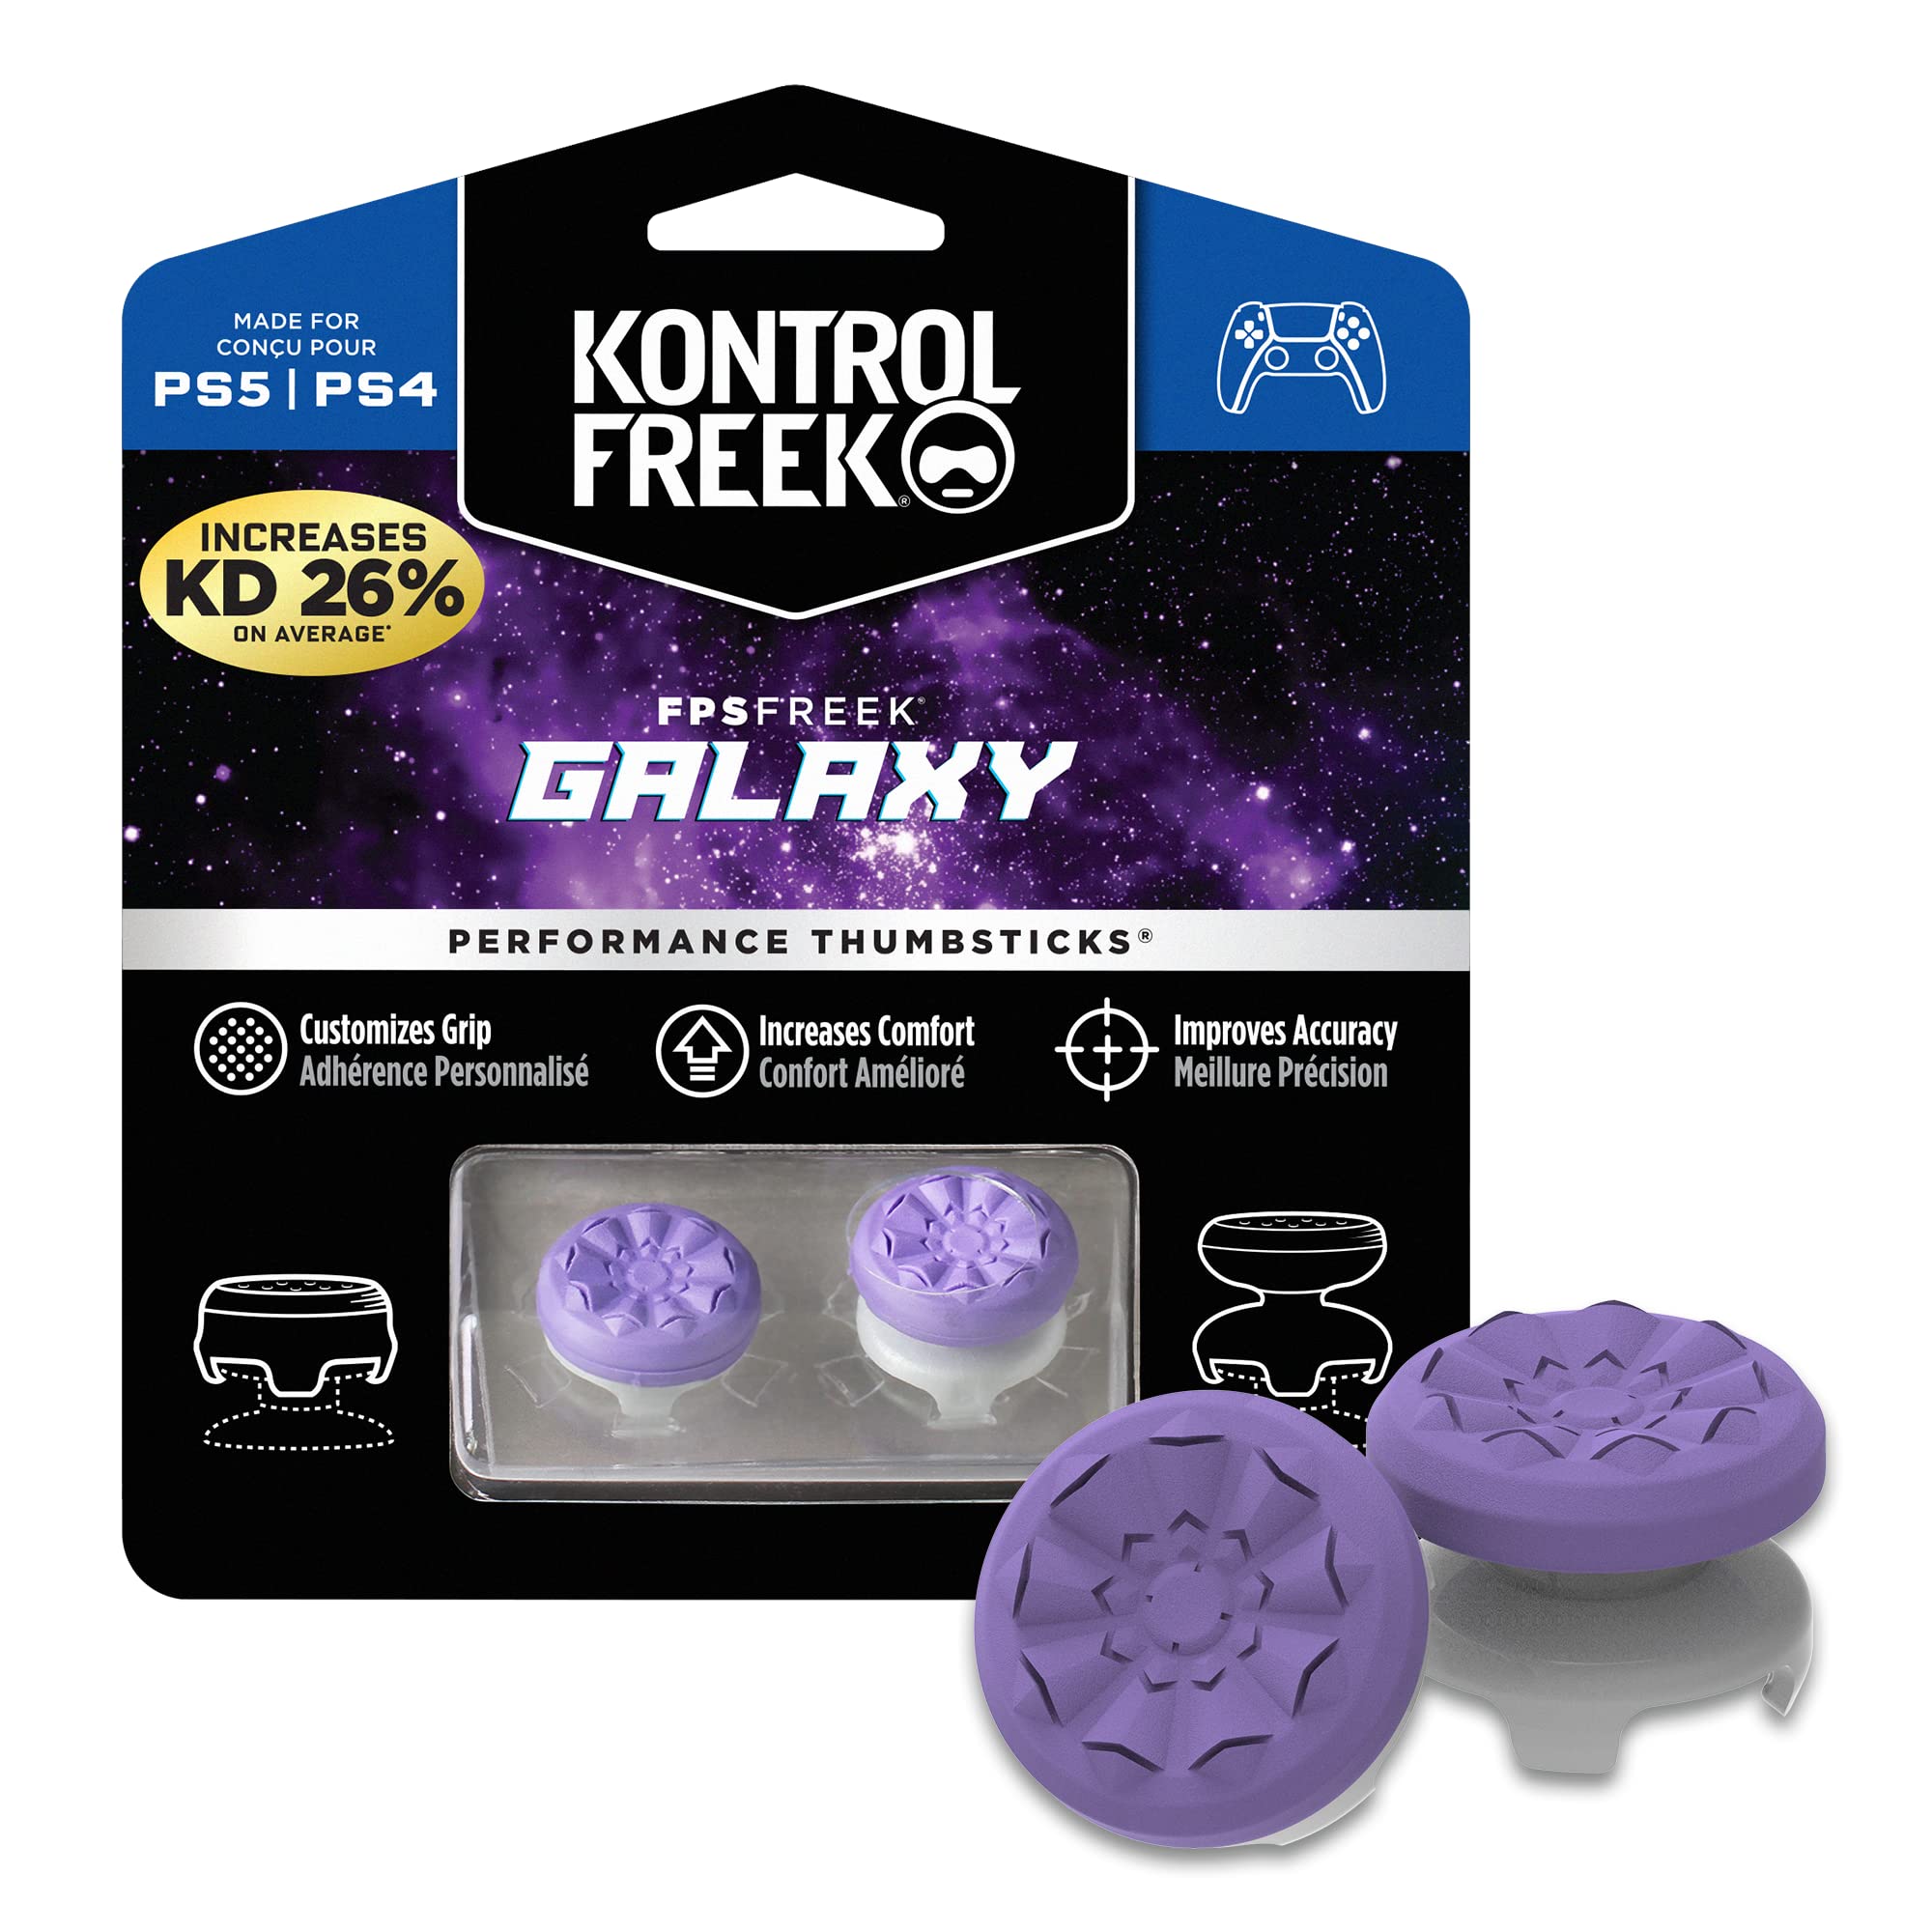 MADE FOR
CONÇU POUR
PS5 | PS4
KONTROL
FREEK®
INCREASES
KD 26%
ON AVERAGE*
FPSFREEK®
GALAXY
PERFORMANCE THUMBSTICKS®
Customizes Grip
Adhérence Personnalisé
Increases Comfort
Confort Amélioré
Improves Accuracy
Meillure Précision